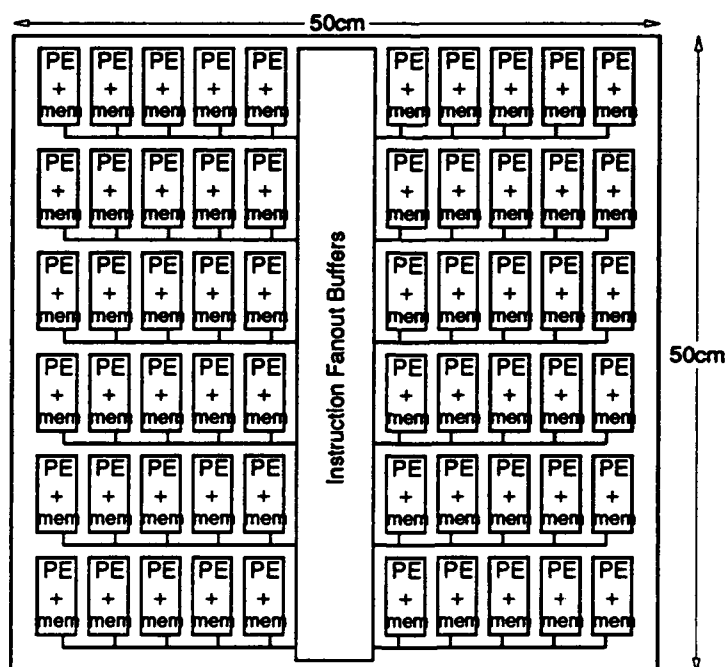 50cm
PE PE PE PE PE PE PE PE PE PE
+ + + + + + + + + +
mem mem mem mem mem mem mem mem mem mem
PE PE PE PE PE PE PE PE PE PE
+ + + + + + + + + +
mem mem mem mem mem mem mem mem mem mem
PE PE PE PE PE PE PE PE PE PE
+ + + + + + + + + +
mem mem mem mem mem mem mem mem mem mem
Instruction Fanout Buffers
50cm
PE PE PE PE PE PE PE PE PE PE
+ + + + + + + + + +
mem mem mem mem mem mem mem mem mem mem
PE PE PE PE PE PE PE PE PE PE
+ + + + + + + + + +
mem mem mem mem mem mem mem mem mem mem
PE PE PE PE PE PE PE PE PE PE
+ + + + + + + + + +
mem mem mem mem mem mem mem mem mem mem